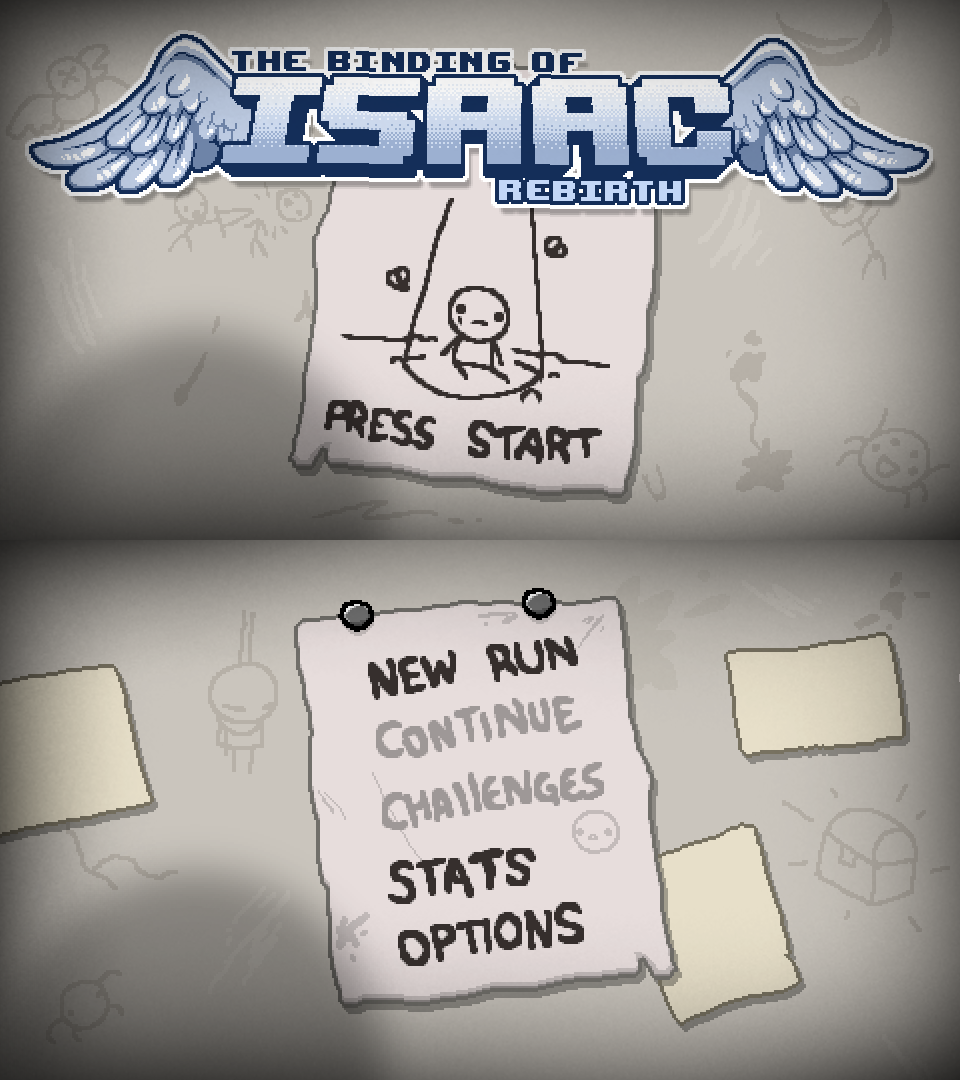 THE BINDING OF
ISAAC
REBIRTH
PRESS START
NEW RUN
CONTINUE
CHALLENGES
STATS
OPTIONS